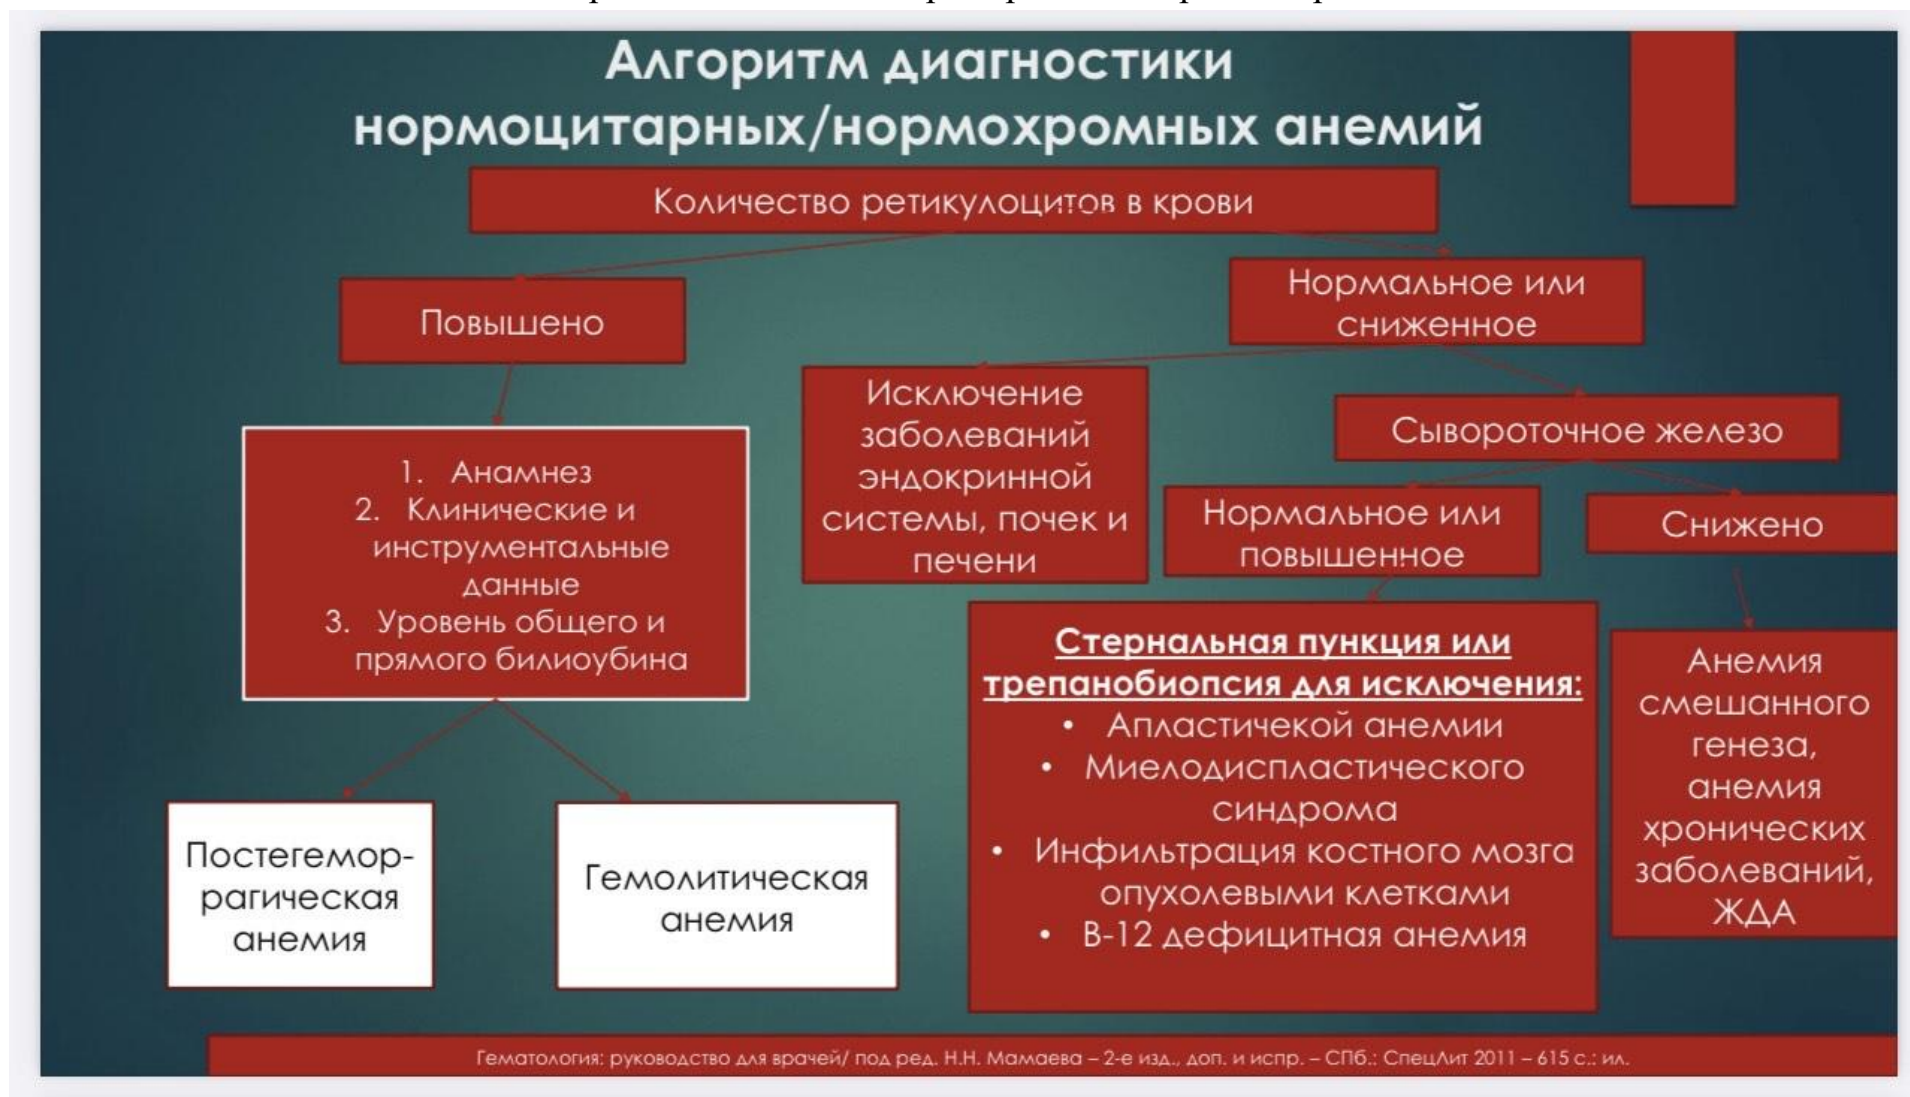 Алгоритм диагностики
нормоцитарных/нормохромных анемий
Количество ретикулоцитов в крови
Повышено
Нормальное или
сниженное
1. Анамнез
2. Клинические и
инструментальные
данные
3. Уровень общего и
прямого билиоубина
Исключение
заболеваний
эндокринной
системы, почек и
печени
Сывороточное железо
Нормальное или
повышенное
Снижено
Постегемор-
рагическая
анемия
Гемолитическая
анемия
Стернальная пункция или
трепанобиопсия для исключения:
• Апластичекой анемии
• Миелодиспластического
синдрома
• Инфильтрация костного мозга
опухолевыми клетками
• В-12 дефицитная анемия
Анемия
смешанного
генеза,
анемия
хронических
заболеваний,
ЖДА
Гематология: руководство для врачей/ под ред. Н.Н. Мамаева – 2-е изд., доп. и испр. – СПб.: СпецЛит 2011 – 615 с.: ил.